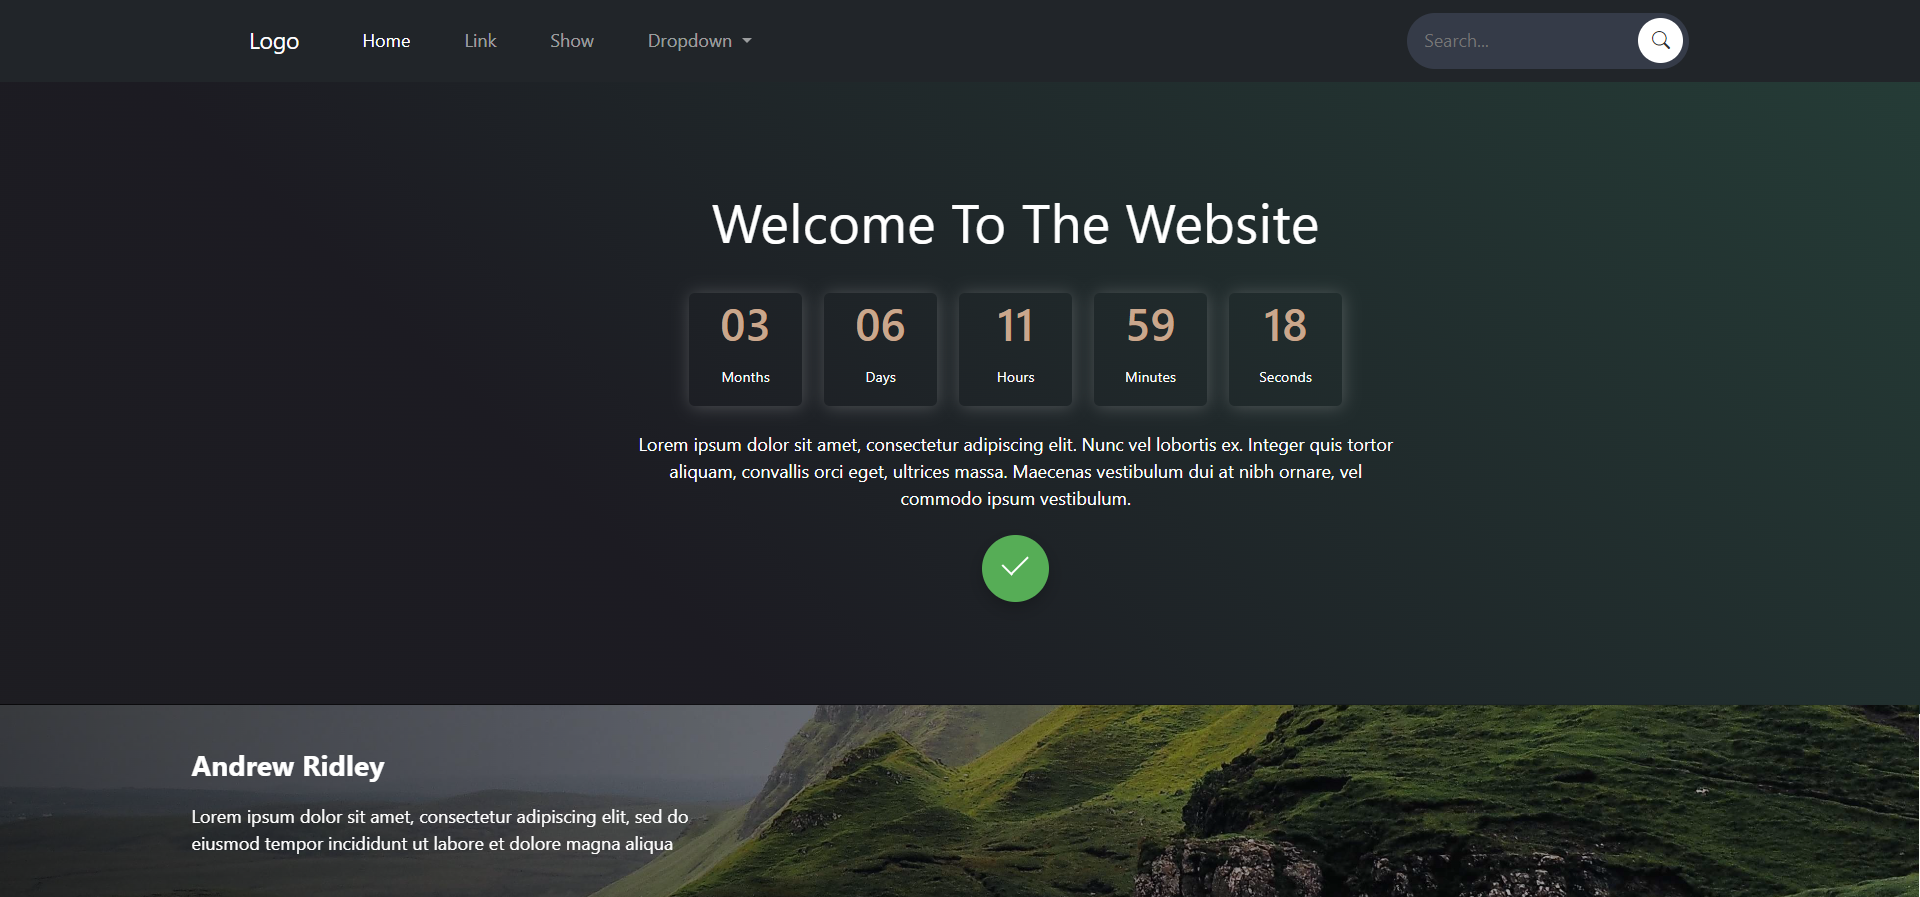 Logo Home Link Show Dropdown Search...
Welcome To The Website
03 06 11 59 18
Months Days Hours Minutes Seconds
Lorem ipsum dolor sit amet, consectetur adipiscing elit. Nunc vel lobortis ex. Integer quis tortor
aliquam, convallis orci eget, ultrices massa. Maecenas vestibulum dui at nibh ornare, vel
commodo ipsum vestibulum.
Andrew Ridley
Lorem ipsum dolor sit amet, consectetur adipiscing elit, sed do
eiusmod tempor incididunt ut labore et dolore magna aliqua